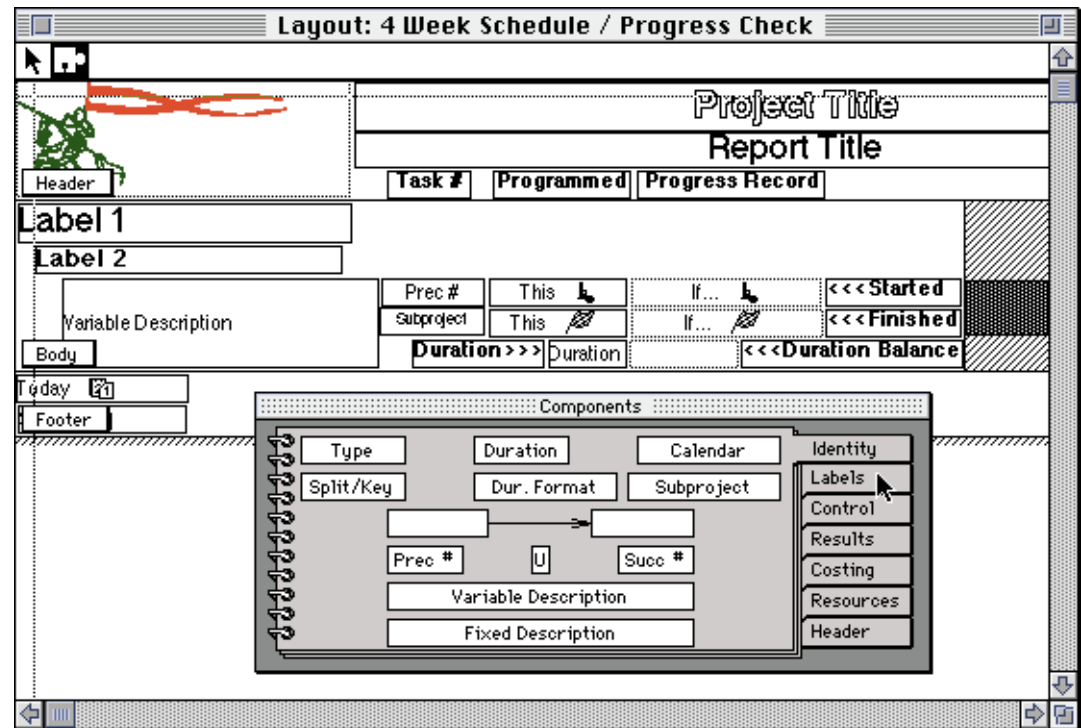 Layout: 4 Week Schedule / Progress Check
Project Title
Report Title
Header
Task # Programmed Progress Record
Label 1
Label 2
Prec # This If... <<<Started
Variable Description
Subproject This If... <<<Finished
Body
Duration>>> Duration <<<Duration Balance
Today 21
Footer
Components
Type Duration Calendar
Split/Key Dur. Format Subproject
Prec # U Succ #
Variable Description
Fixed Description
Identity
Labels
Control
Results
Costing
Resources
Header